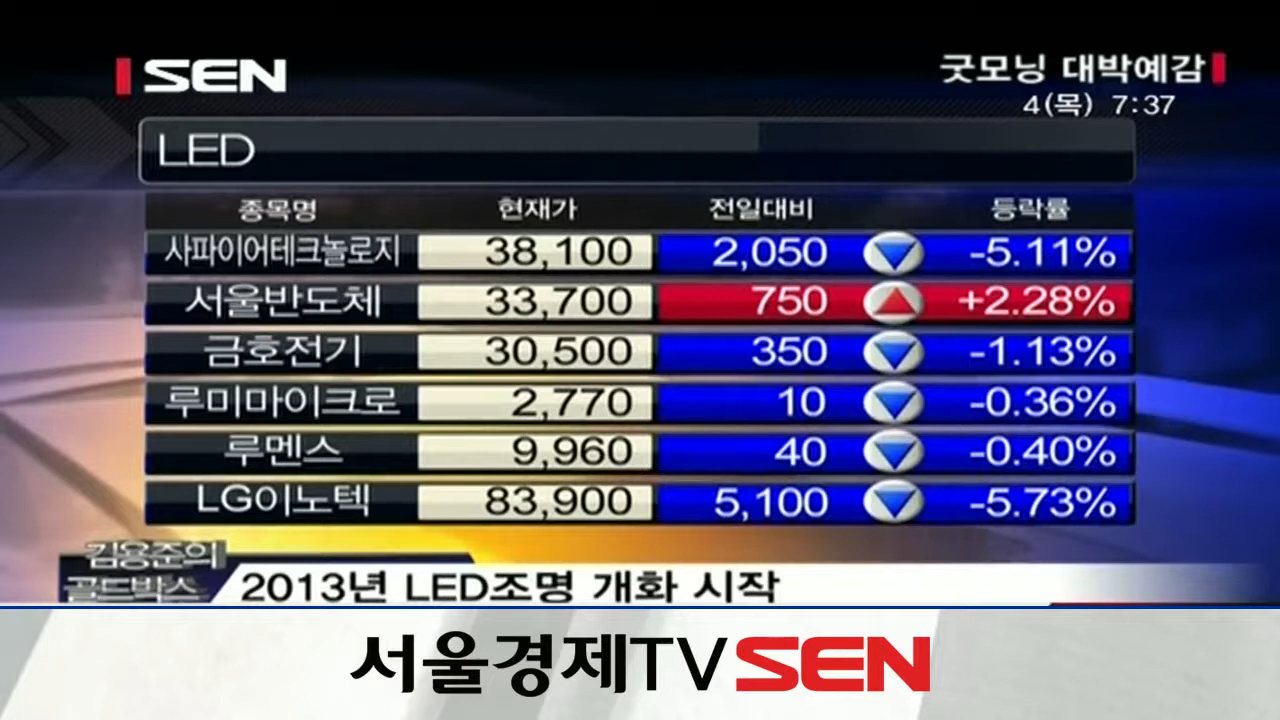 SEN
굿모닝 대박예감
4(목) 7:37
LED
종목명 현재가 전일대비 등락률
사파이어테크놀로지 38,100 2,050 ▼ -5.11%
서울반도체 33,700 750 ▲ +2.28%
금호전기 30,500 350 ▼ -1.13%
루미마이크로 2,770 10 ▼ -0.36%
루멘스 9,960 40 ▼ -0.40%
LG이노텍 83,900 5,100 ▼ -5.73%
김용준의
골드박스
2013년 LED조명 개화 시작
서울경제TV SEN